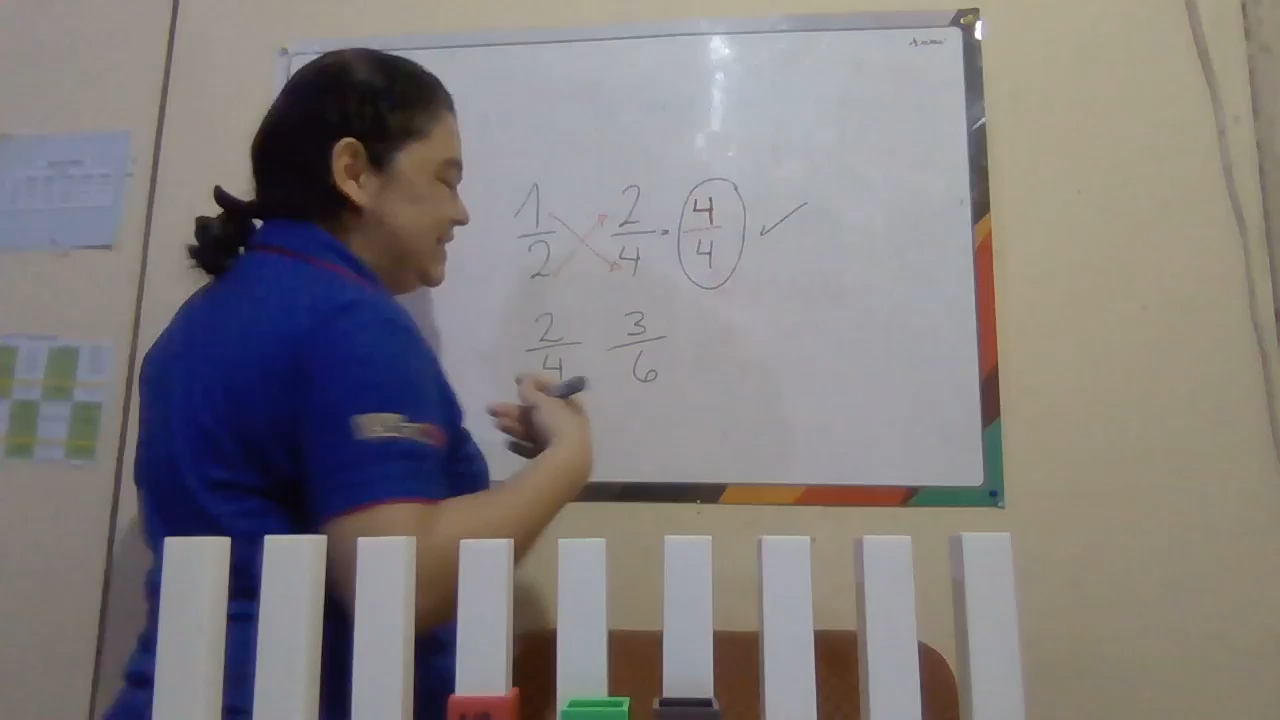 1/2 2/4 = 4/4 ✓
2/4 3/6